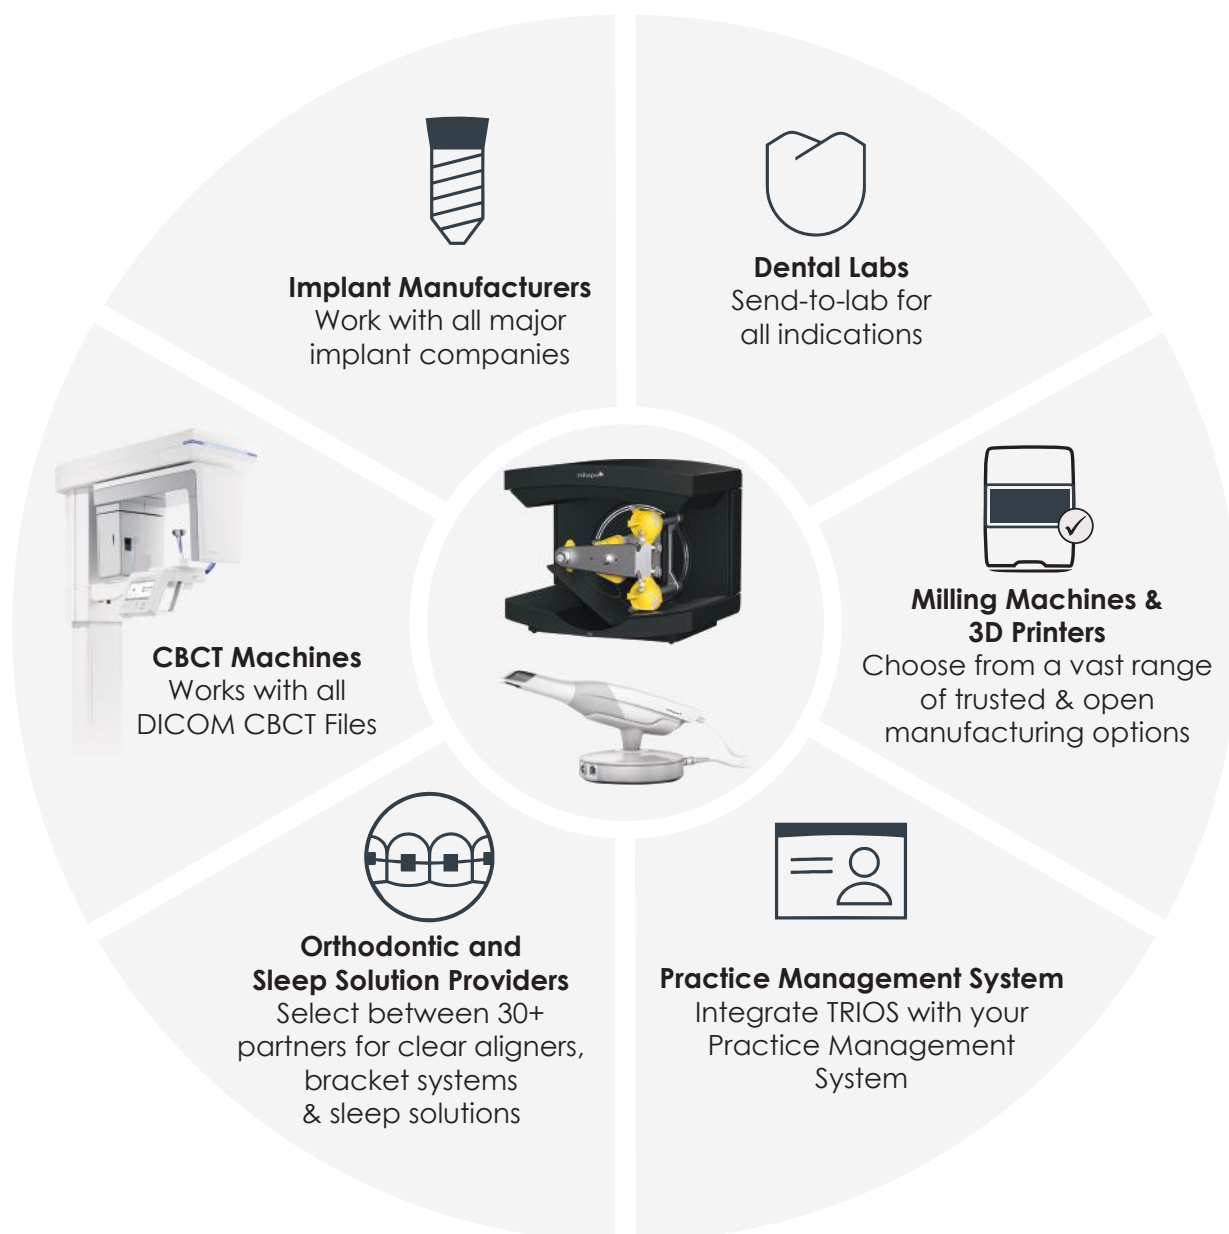 Implant Manufacturers
Work with all major
implant companies
Dental Labs
Send-to-lab for
all indications
3shape
Milling Machines &
3D Printers
Choose from a vast range
of trusted & open
manufacturing options
CBCT Machines
Works with all
DICOM CBCT Files
Orthodontic and
Sleep Solution Providers
Select between 30+
partners for clear aligners,
bracket systems
& sleep solutions
Practice Management System
Integrate TRIOS with your
Practice Management
System